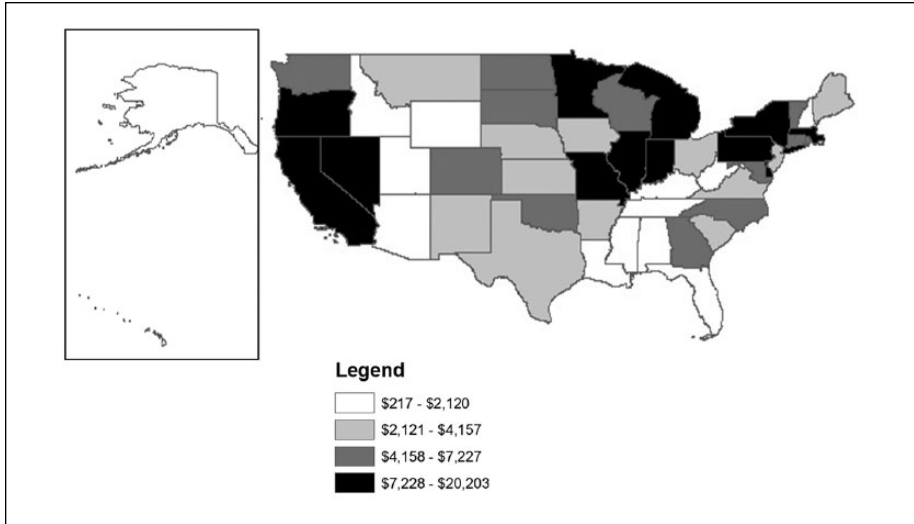 Legend
$217 - $2,120
$2,121 - $4,157
$4,158 - $7,227
$7,228 - $20,203